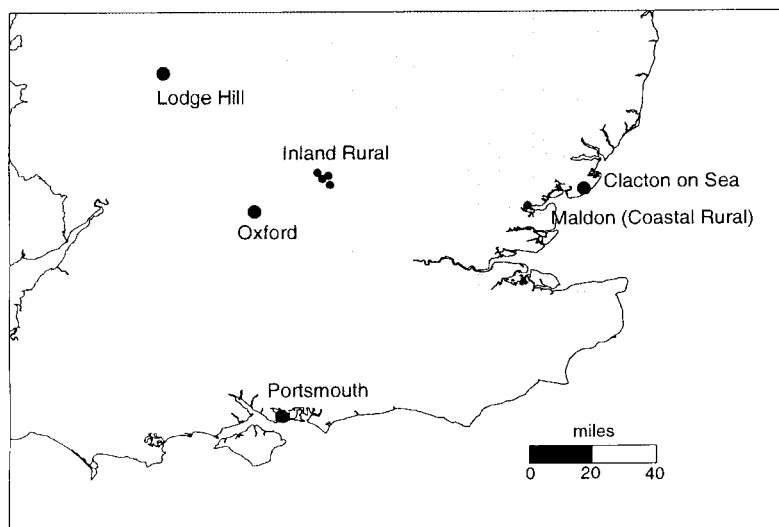 Lodge Hill
Inland Rural
Clacton on Sea
Maldon (Coastal Rural)
Oxford
Portsmouth
miles
0 20 40